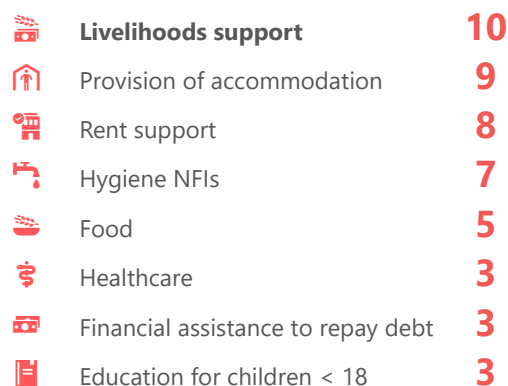 Livelihoods support 10
Provision of accommodation 9
Rent support 8
Hygiene NFIs 7
Food 5
Healthcare 3
Financial assistance to repay debt 3
Education for children < 18 3